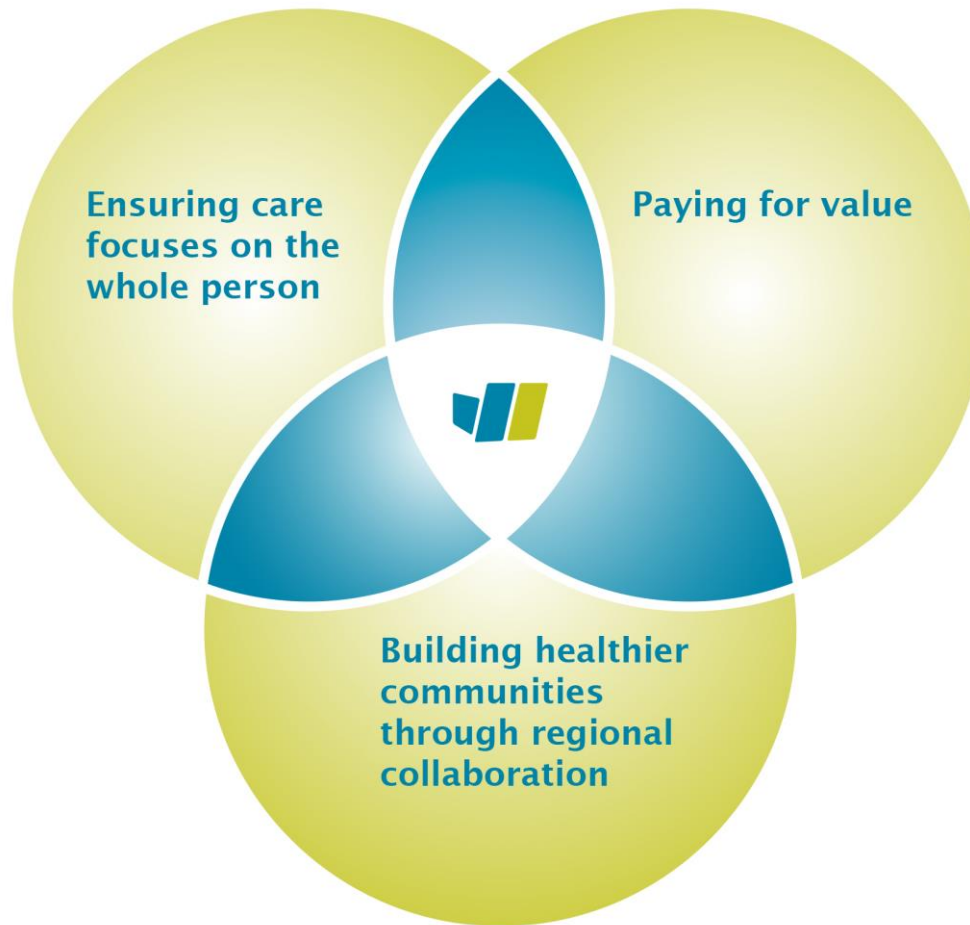 Ensuring care
focuses on the
whole person
Paying for value
Building healthier
communities
through regional
collaboration